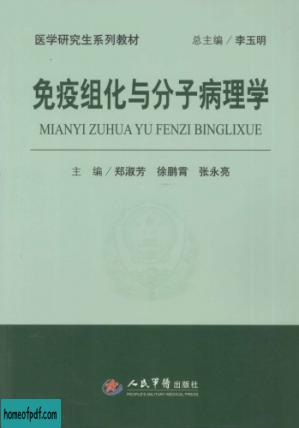 医学研究生系列教材 总主编/李玉明
免疫组化与分子病理学
MIANYI ZUHUA YU FENZI BINGLIXUE
主 编/郑淑芳 徐鹏霄 张永亮
人民军医出版社
PEOPLE'S MILITARY MEDICAL PRESS
homeofpdf.com